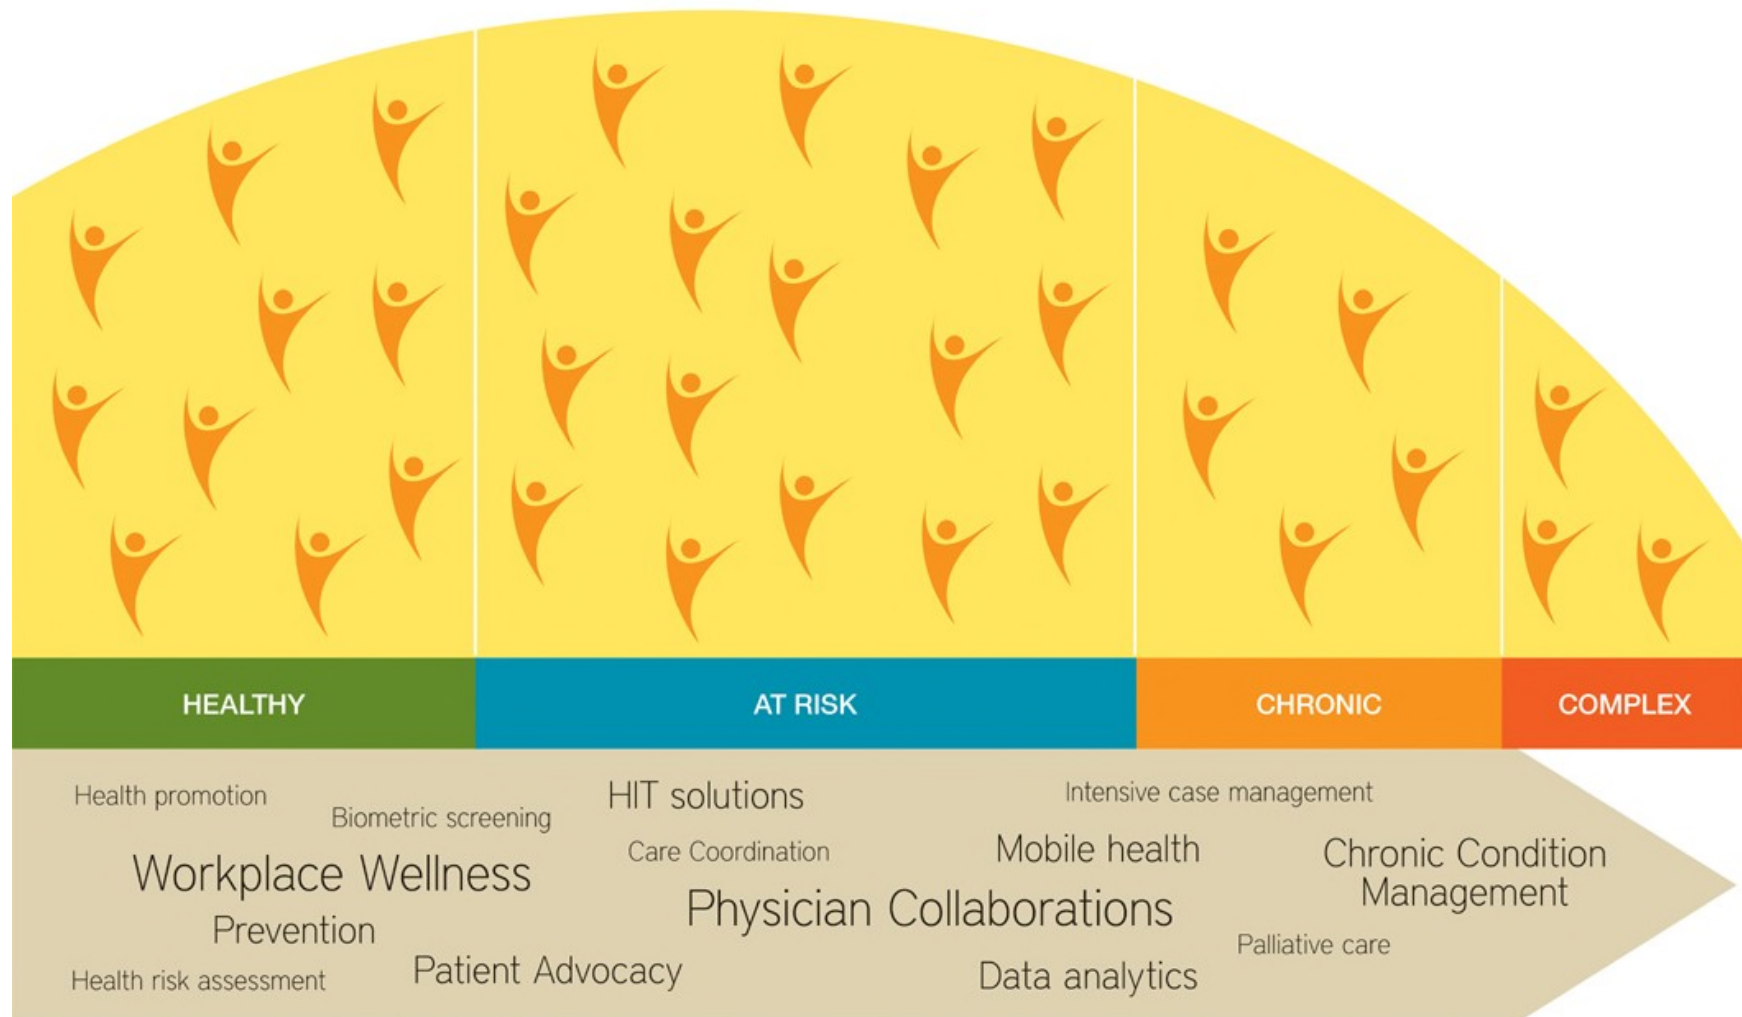 HEALTHY
AT RISK
CHRONIC
COMPLEX
Health promotion
Biometric screening
Workplace Wellness
Prevention
Health risk assessment
HIT solutions
Care Coordination
Physician Collaborations
Patient Advocacy
Intensive case management
Mobile health
Chronic Condition
Management
Palliative care
Data analytics